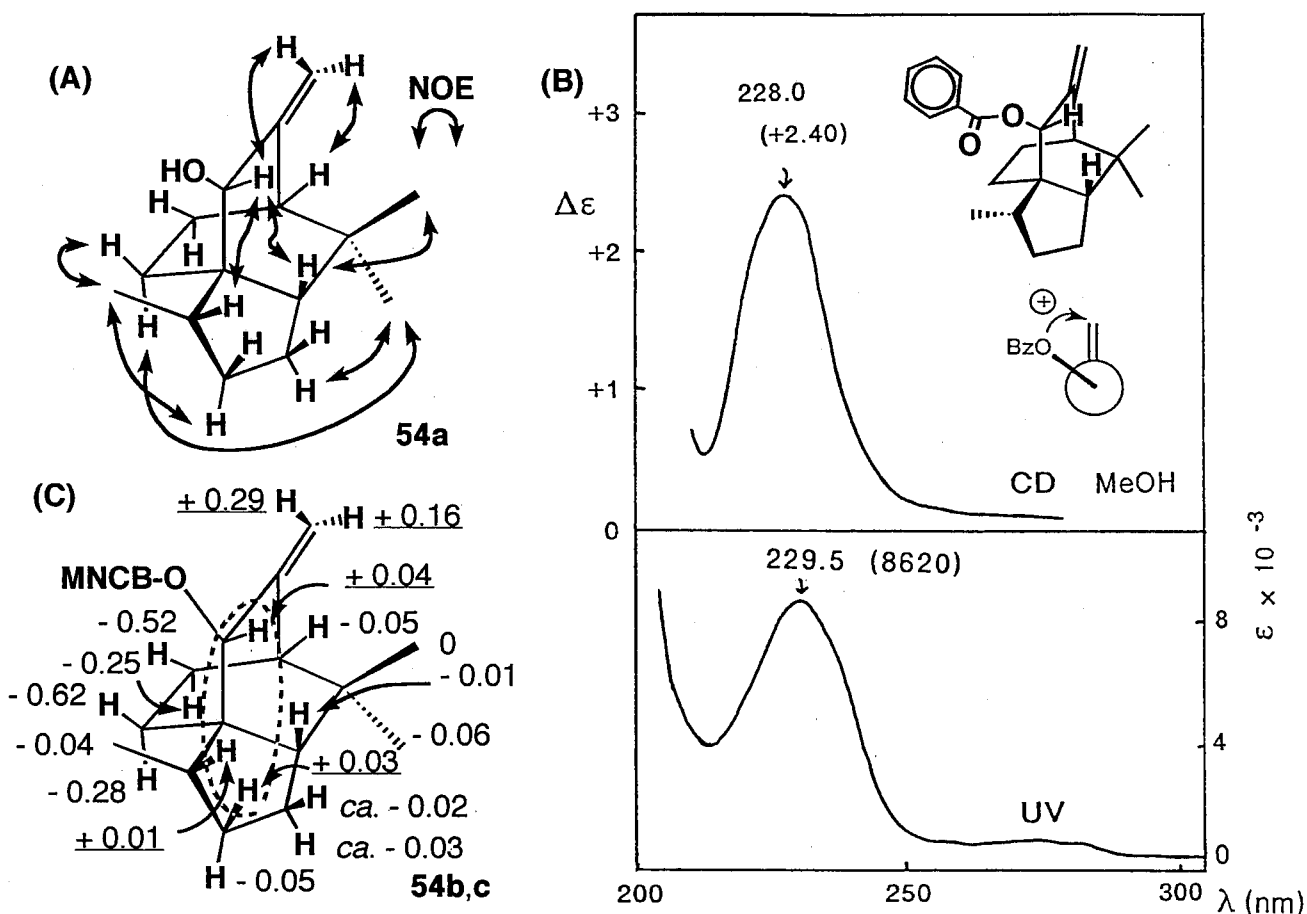 (A)
H
H
NOE
HO
H
H
H
H
H
H
H
H
H
H
H
H
H
54a
(B)
+3
Δε
+2
+1
0
228.0
(+2.40)
O
O
H
H
+
BzO
CD MeOH
229.5 (8620)
UV
ε × 10 -3
8
4
0
200
250
300
λ (nm)
(C)
+ 0.29 H
H + 0.16
MNCB-O
+ 0.04
- 0.52
H
H - 0.05
0
- 0.25
H
- 0.01
- 0.62
H
H
H
- 0.04
- 0.06
H
H
+ 0.03
- 0.28
H
H
ca. - 0.02
+ 0.01
H
ca. - 0.03
H - 0.05
54b,c